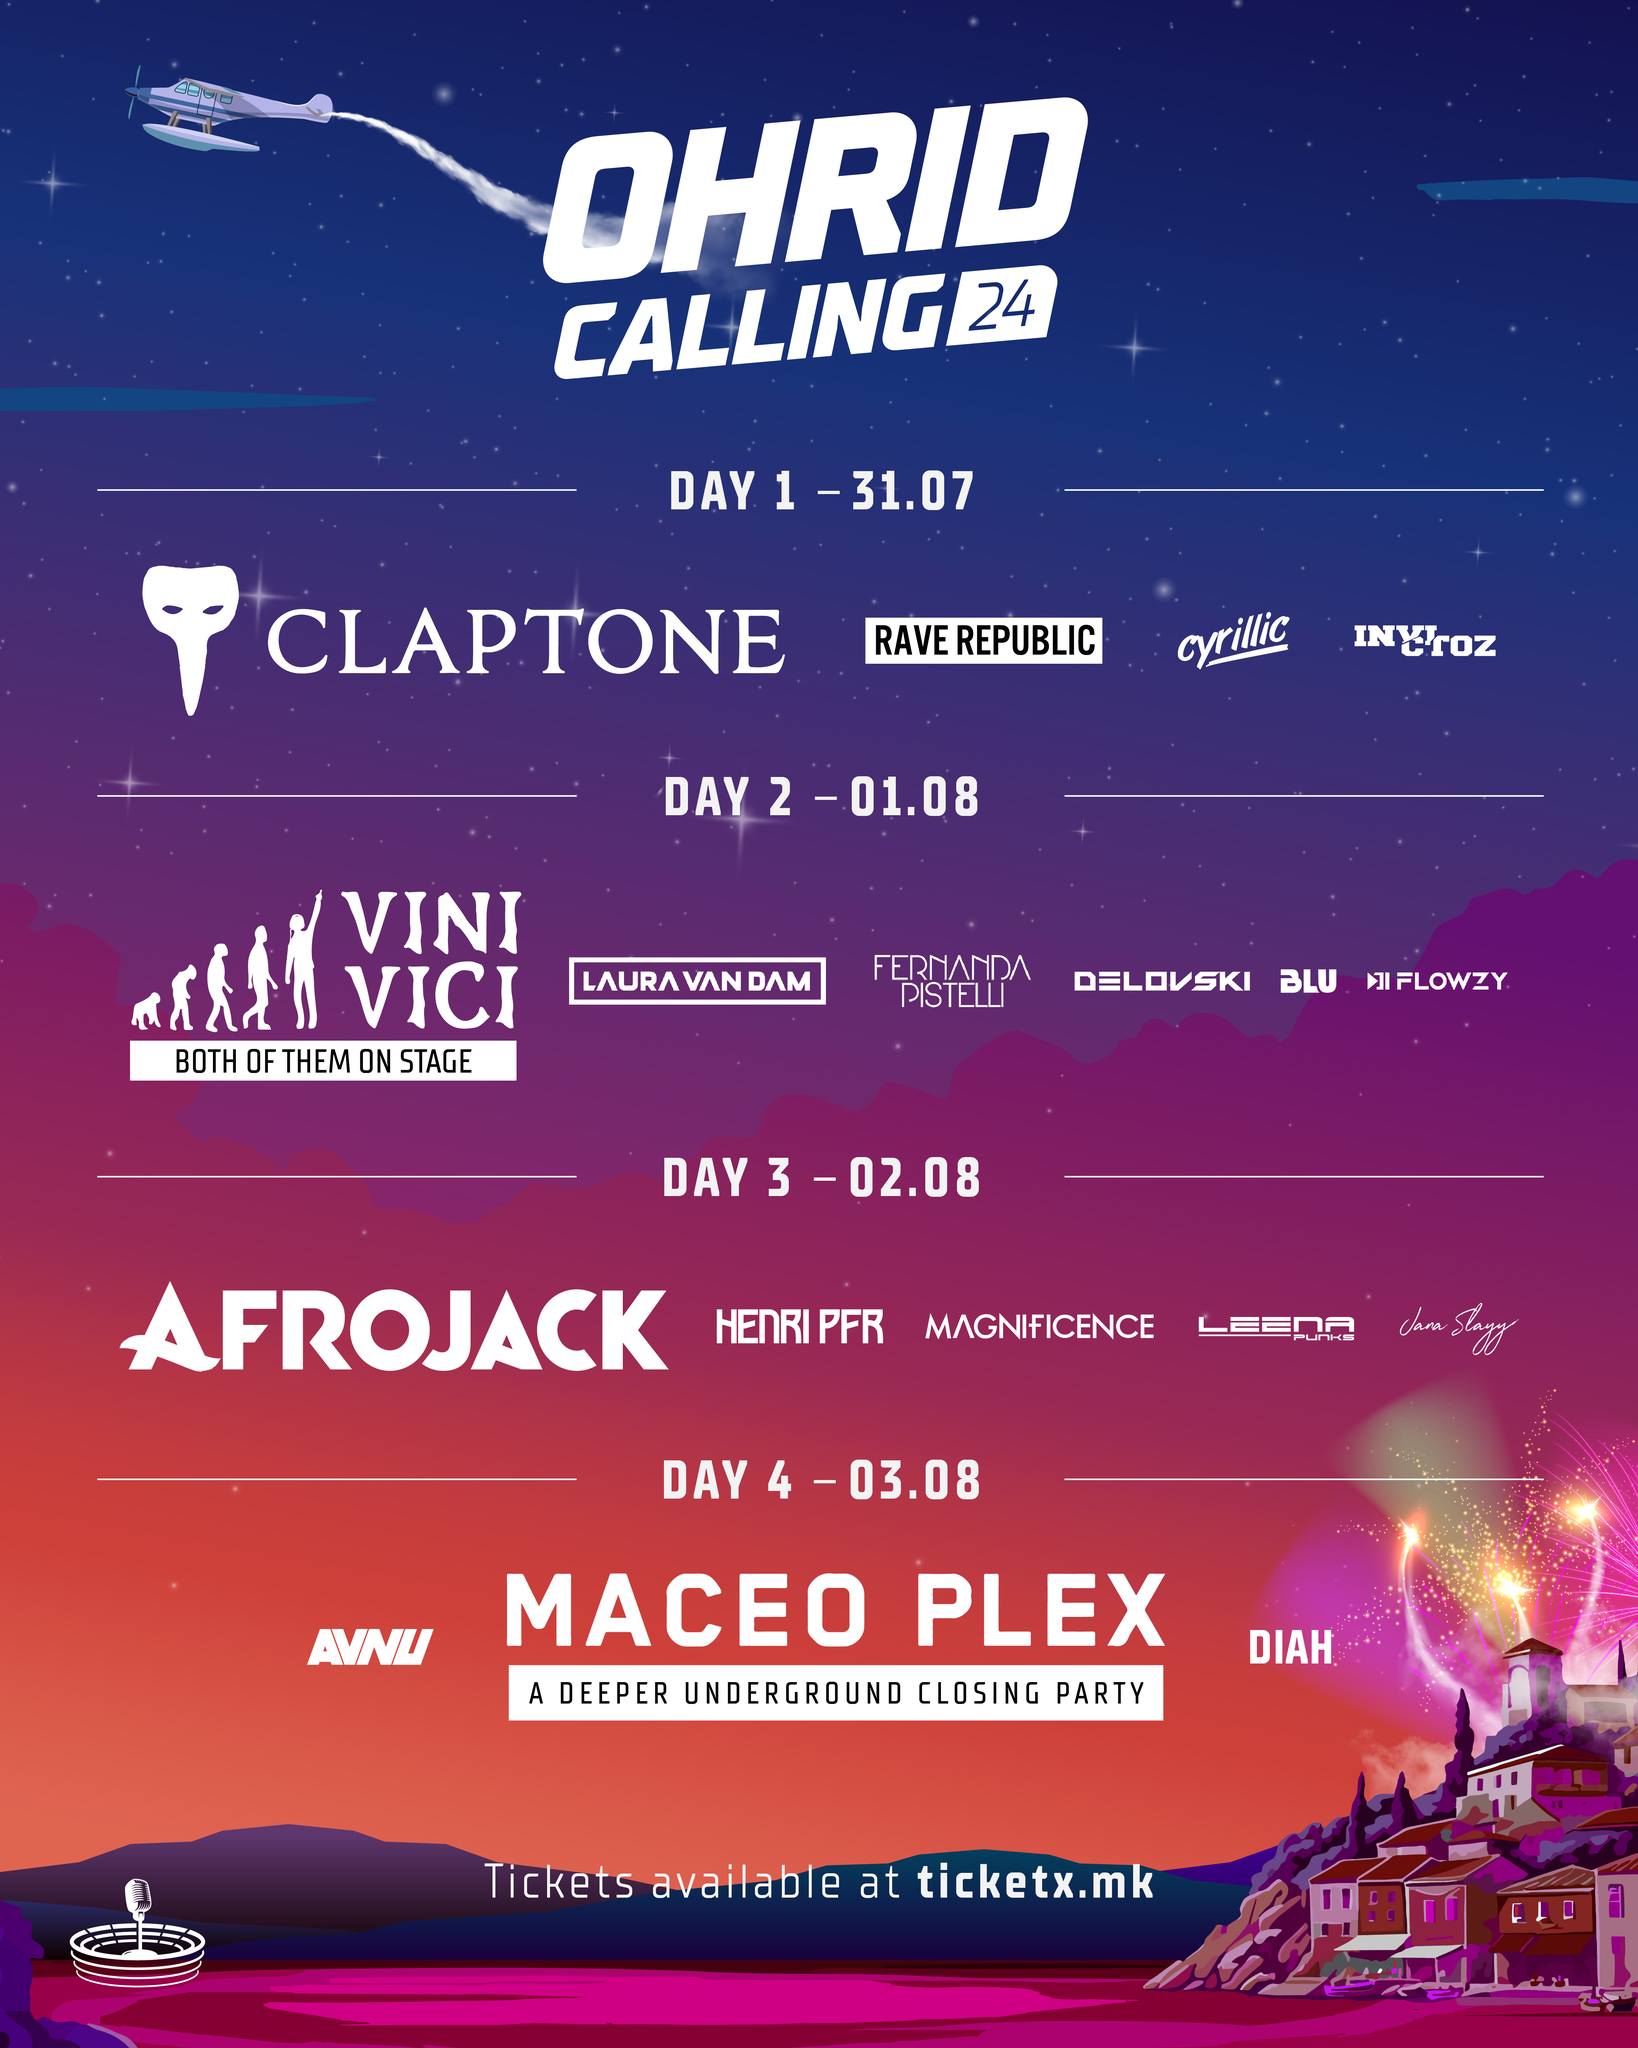 OHRID
CALLING 24
DAY 1 – 31.07
CLAPTONE RAVE REPUBLIC cyrillic INVICTOZ
DAY 2 – 01.08
VINI
VICI
BOTH OF THEM ON STAGE
LAURA VAN DAM
FERNANDA
PISTELLI
DELOVSKI BLU FLOWZY
DAY 3 – 02.08
AFROJACK HENRI PFR MAGNIFICENCE LEENA
PUNKS
Jara Slayy
DAY 4 – 03.08
AVNU MACEO PLEX DIAH
A DEEPER UNDERGROUND CLOSING PARTY
Tickets available at ticketx.mk